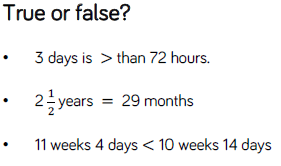 True or false?
• 3 days is > than 72 hours.
• 2 1/2 years = 29 months
• 11 weeks 4 days < 10 weeks 14 days